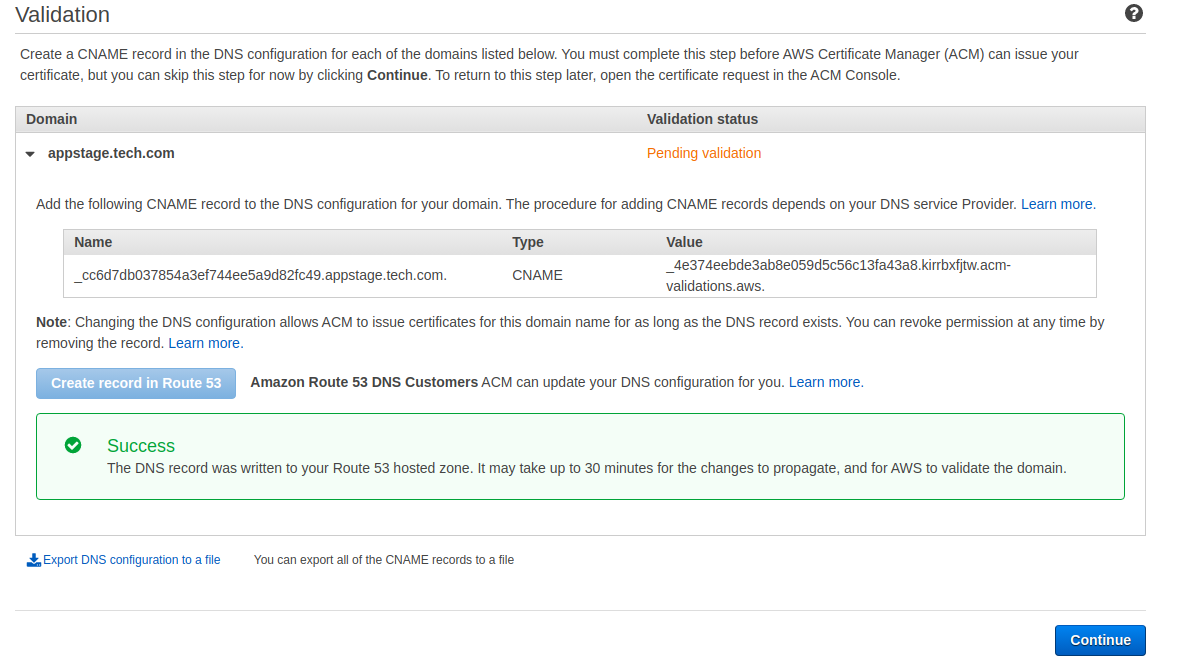 Validation
Create a CNAME record in the DNS configuration for each of the domains listed below. You must complete this step before AWS Certificate Manager (ACM) can issue your
certificate, but you can skip this step for now by clicking Continue. To return to this step later, open the certificate request in the ACM Console.
Domain Validation status
appstage.tech.com Pending validation
Add the following CNAME record to the DNS configuration for your domain. The procedure for adding CNAME records depends on your DNS service Provider. Learn more.
Name Type Value
_cc6d7db037854a3ef744ee5a9d82fc49.appstage.tech.com. CNAME _4e374eebde3ab8e059d5c56c13fa43a8.kirrbxfjtw.acm-
validations.aws.
Note: Changing the DNS configuration allows ACM to issue certificates for this domain name for as long as the DNS record exists. You can revoke permission at any time by
removing the record. Learn more.
Create record in Route 53 Amazon Route 53 DNS Customers ACM can update your DNS configuration for you. Learn more.
Success
The DNS record was written to your Route 53 hosted zone. It may take up to 30 minutes for the changes to propagate, and for AWS to validate the domain.
Export DNS configuration to a file You can export all of the CNAME records to a file
Continue